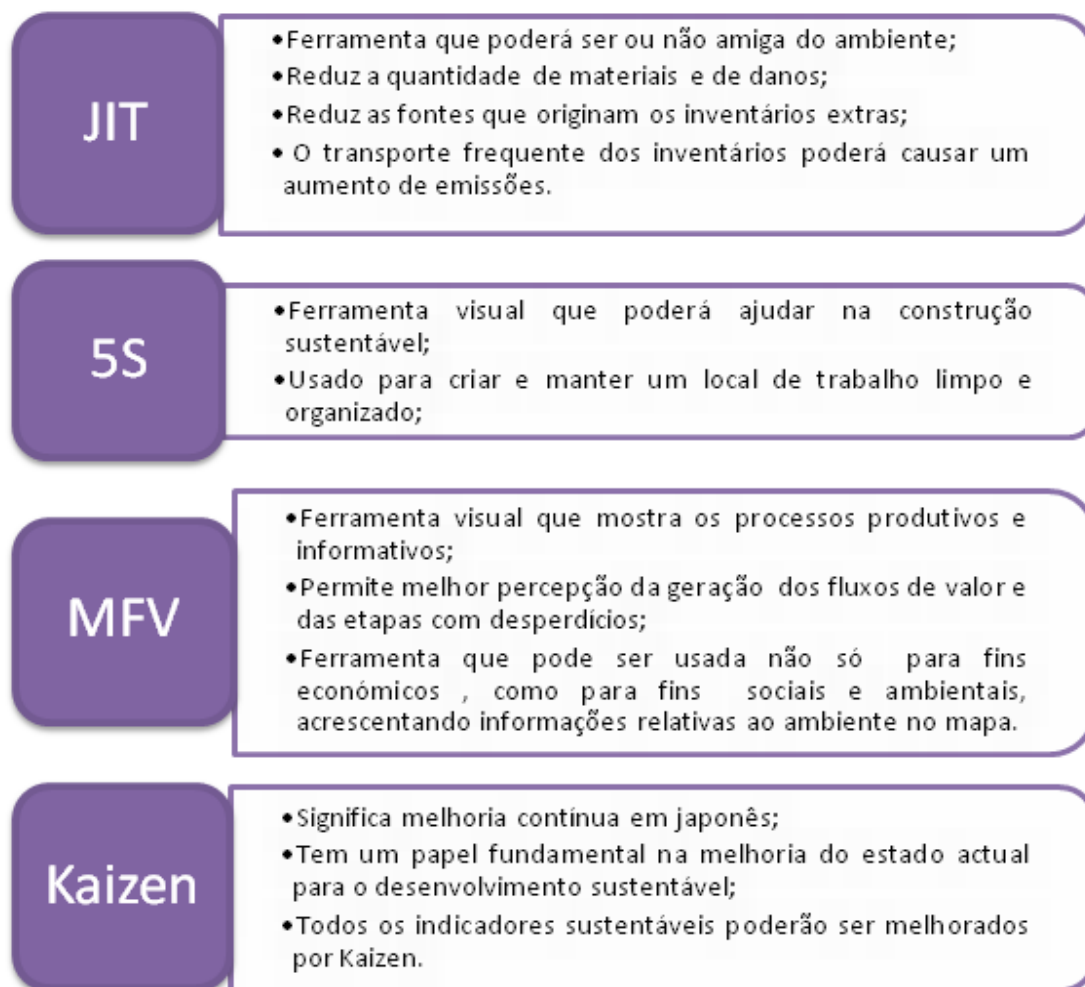 JIT
•Ferramenta que poderá ser ou não amiga do ambiente;
•Reduz a quantidade de materiais e de danos;
•Reduz as fontes que originam os inventários extras;
• O transporte frequente dos inventários poderá causar um
aumento de emissões.
5S
•Ferramenta visual que poderá ajudar na construção
sustentável;
•Usado para criar e manter um local de trabalho limpo e
organizado;
MFV
•Ferramenta visual que mostra os processos produtivos e
informativos;
•Permite melhor percepção da geração dos fluxos de valor e
das etapas com desperdícios;
•Ferramenta que pode ser usada não só para fins
económicos , como para fins sociais e ambientais,
acrescentando informações relativas ao ambiente no mapa.
Kaizen
•Significa melhoria contínua em japonês;
•Tem um papel fundamental na melhoria do estado actual
para o desenvolvimento sustentável;
•Todos os indicadores sustentáveis poderão ser melhorados
por Kaizen.